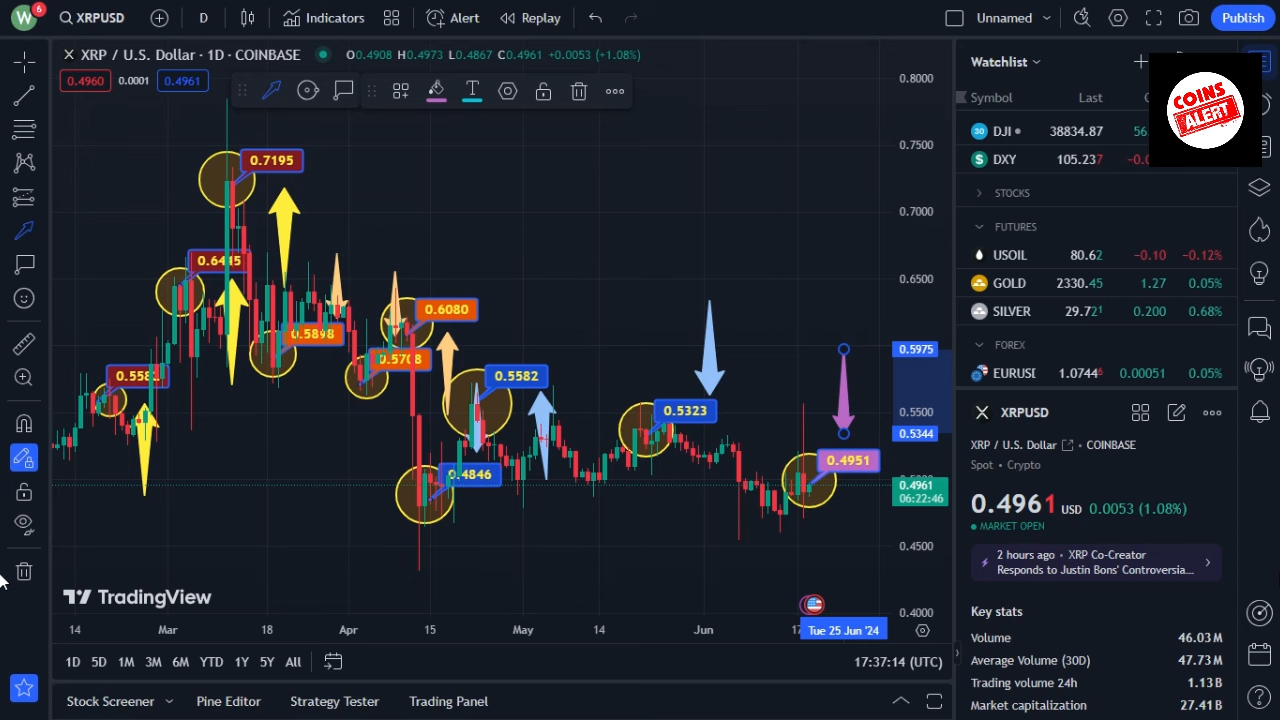 W
6
XRPUSD
D
Indicators
Alert
Replay
Unnamed
Publish
XRP / U.S. Dollar · 1D · COINBASE
O0.4908 H0.4973 L0.4867 C0.4961 +0.0053 (+1.08%)
0.4960
0.0001
0.4961
T
0.8000
0.7500
0.7000
0.6500
0.5975
0.5500
0.5344
0.4961
06:22:46
0.4500
0.4000
0.7195
0.5898
0.6080
0.5708
0.5582
0.4846
0.5323
0.4951
TradingView
14
Mar
18
Apr
15
May
14
Jun
Tue 25 Jun '24
1D
5D
1M
3M
6M
YTD
1Y
5Y
All
17:37:14 (UTC)
Stock Screener
Pine Editor
Strategy Tester
Trading Panel
Watchlist
COINS
ALERT
Symbol
Last
30
DJI
38834.87
56.
$
DXY
105.237
STOCKS
FUTURES
USOIL
80.62
-0.10
-0.12%
GOLD
2330.45
1.27
0.05%
SILVER
29.721
0.200
0.68%
FOREX
EURUSI
1.07446
0.00051
0.05%
XRPUSD
XRP / U.S. Dollar
COINBASE
Spot • Crypto
0.4961 USD 0.0053 (1.08%)
MARKET OPEN
2 hours ago • XRP Co-Creator
Responds to Justin Bons' Controversia...
Key stats
Volume
46.03M
Average Volume (30D)
47.73M
Trading volume 24h
1.13B
Market capitalization
27.41B